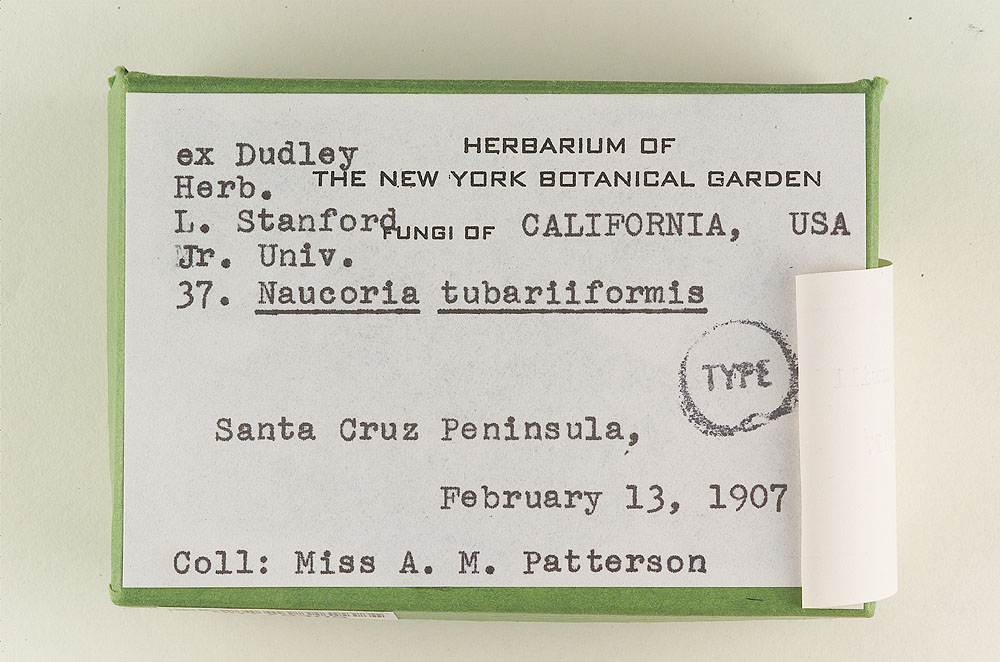 HERBARIUM OF
THE NEW YORK BOTANICAL GARDEN
ex Dudley
Herb.
L. Stanford
Jr. Univ.
FUNGI OF CALIFORNIA, USA
37. Naucoria tubariiformis
TYPE
Santa Cruz Peninsula,
February 13, 1907
Coll: Miss A. M. Patterson